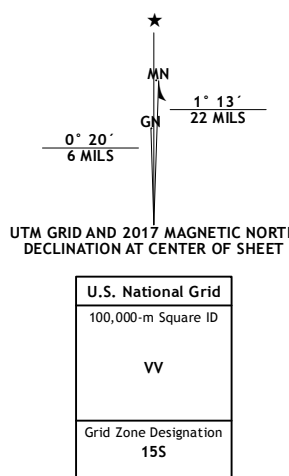 ★
MN
1° 13´
22 MILS
GN
0° 20´
6 MILS
UTM GRID AND 2017 MAGNETIC NORTH
DECLINATION AT CENTER OF SHEET
U.S. National Grid
100,000-m Square ID
VV
Grid Zone Designation
15S